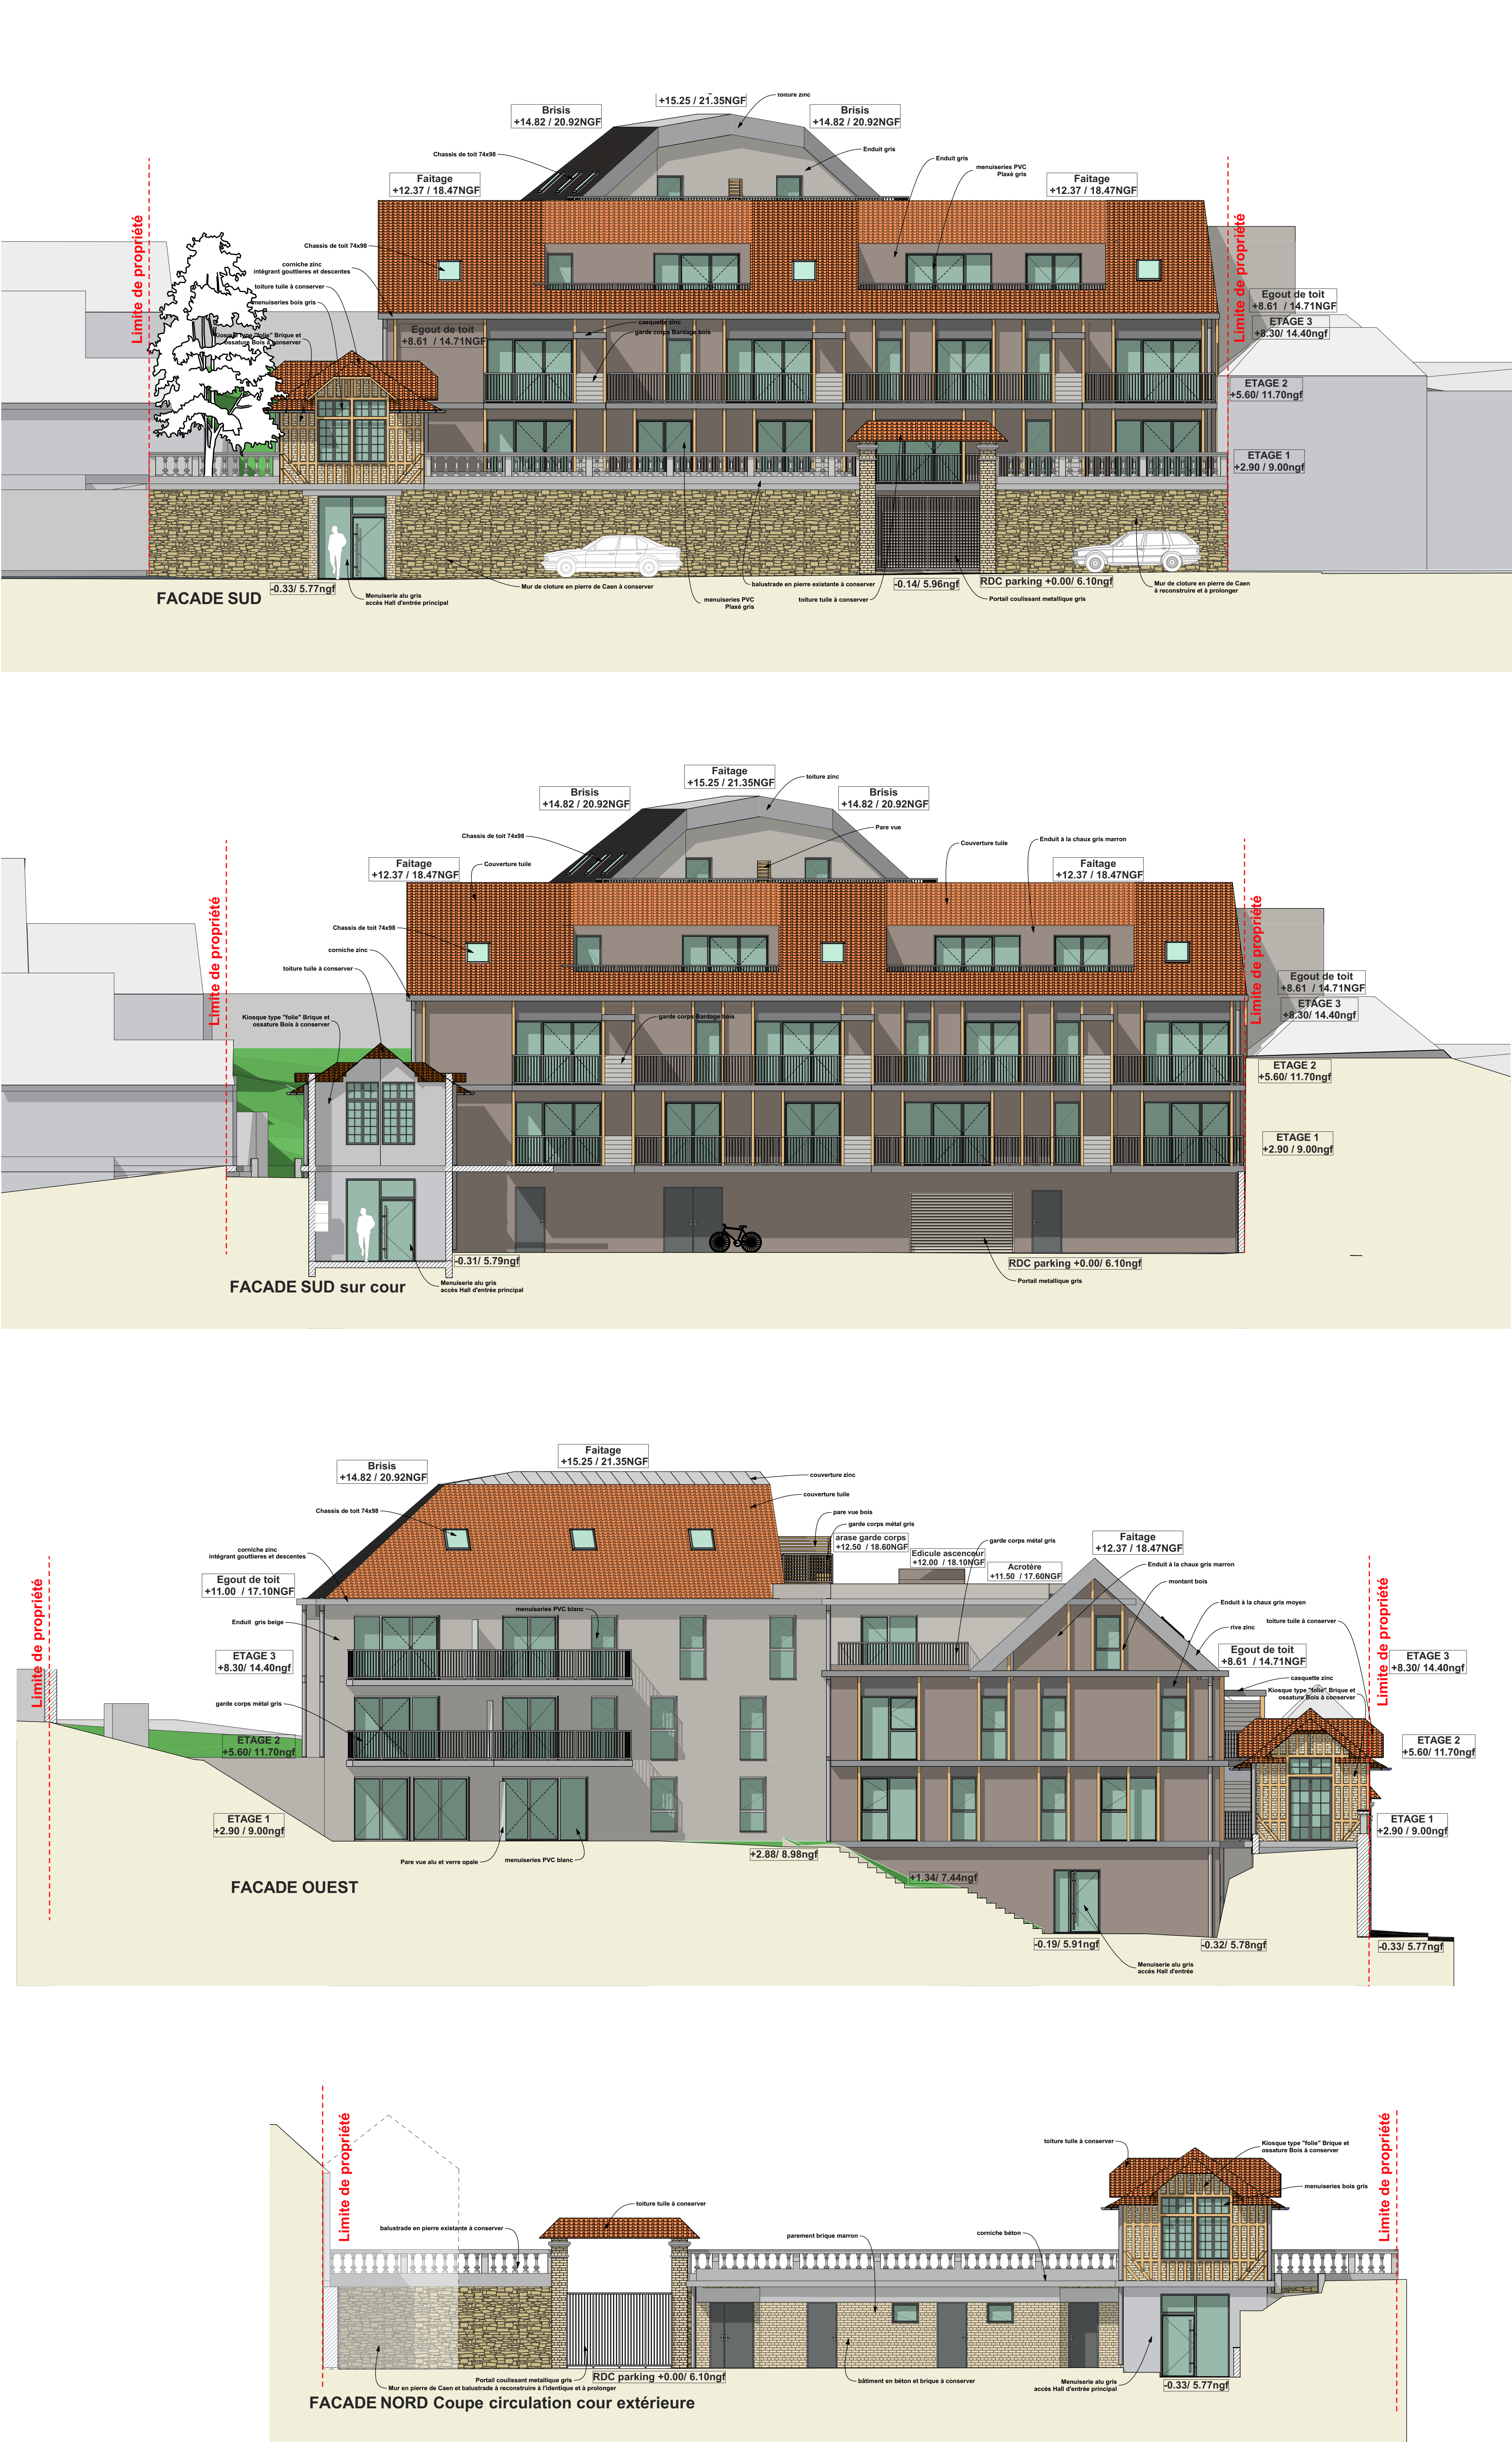 +15.25 / 21.35NGF
toiture zinc
Brisis
+14.82 / 20.92NGF
Brisis
+14.82 / 20.92NGF
Chassis de toit 74x98
Enduit gris
Enduit gris
menuiseries PVC
Plaxé gris
Faitage
+12.37 / 18.47NGF
Faitage
+12.37 / 18.47NGF
Limite de propriété
Limite de propriété
Chassis de toit 74x98
corniche zinc
intégrant gouttieres et descentes
toiture tuile à conserver
menuiseries bois gris
Kiosque type "folie" Brique et
ossature Bois à conserver
Egout de toit
+8.61 / 14.71NGF
casquette zinc
garde corps Bardage bois
Egout de toit
+8.61 / 14.71NGF
ETAGE 3
+8.30/ 14.40ngf
ETAGE 2
+5.60/ 11.70ngf
ETAGE 1
+2.90 / 9.00ngf
-0.33/ 5.77ngf
FACADE SUD
Menuiserie alu gris
accès Hall d'entrée principal
Mur de cloture en pierre de Caen à conserver
menuiseries PVC
Plaxé gris
balustrade en pierre existante à conserver
toiture tuile à conserver
-0.14/ 5.96ngf
RDC parking +0.00/ 6.10ngf
Portail coulissant metallique gris
Mur de cloture en pierre de Caen
à reconstruire et à prolonger
Faitage
+15.25 / 21.35NGF
toiture zinc
Brisis
+14.82 / 20.92NGF
Brisis
+14.82 / 20.92NGF
Pare vue
Chassis de toit 74x98
Couverture tuile
Enduit à la chaux gris marron
Faitage
+12.37 / 18.47NGF
Couverture tuile
Faitage
+12.37 / 18.47NGF
Limite de propriété
Limite de propriété
Chassis de toit 74x98
corniche zinc
toiture tuile à conserver
Kiosque type "folie" Brique et
ossature Bois à conserver
garde corps Bardage bois
Egout de toit
+8.61 / 14.71NGF
ETAGE 3
+8.30/ 14.40ngf
ETAGE 2
+5.60/ 11.70ngf
ETAGE 1
+2.90 / 9.00ngf
-0.31/ 5.79ngf
RDC parking +0.00/ 6.10ngf
FACADE SUD sur cour
Menuiserie alu gris
accès Hall d'entrée principal
Portail metallique gris
Faitage
+15.25 / 21.35NGF
Brisis
+14.82 / 20.92NGF
couverture zinc
couverture tuile
Chassis de toit 74x98
pare vue bois
garde corps métal gris
arase garde corps
+12.50 / 18.60NGF
Edicule ascenceur
+12.00 / 18.10NGF
Acrotère
+11.50 / 17.60NGF
garde corps métal gris
Faitage
+12.37 / 18.47NGF
Enduit à la chaux gris marron
montant bois
Enduit à la chaux gris moyen
toiture tuile à conserver
rive zinc
corniche zinc
intégrant gouttieres et descentes
Egout de toit
+11.00 / 17.10NGF
Enduit gris beige
menuiseries PVC blanc
Limite de propriété
Limite de propriété
ETAGE 3
+8.30/ 14.40ngf
Egout de toit
+8.61 / 14.71NGF
ETAGE 3
+8.30/ 14.40ngf
casquette zinc
Kiosque type "folie" Brique et
ossature Bois à conserver
garde corps métal gris
ETAGE 2
+5.60/ 11.70ngf
ETAGE 2
+5.60/ 11.70ngf
ETAGE 1
+2.90 / 9.00ngf
ETAGE 1
+2.90 / 9.00ngf
Pare vue alu et verre opale
menuiseries PVC blanc
+2.88/ 8.98ngf
+1.34/ 7.44ngf
FACADE OUEST
-0.19/ 5.91ngf
-0.32/ 5.78ngf
-0.33/ 5.77ngf
Menuiserie alu gris
accès Hall d'entrée
Limite de propriété
Limite de propriété
toiture tuile à conserver
Kiosque type "folie" Brique et
ossature Bois à conserver
menuiseries bois gris
toiture tuile à conserver
balustrade en pierre existante à conserver
parement brique marron
corniche béton
Portail coulissant metallique gris
RDC parking +0.00/ 6.10ngf
Mur en pierre de Caen et balustrade à reconstruire à l'identique et à prolonger
bâtiment en béton et brique à conserver
Menuiserie alu gris
accès Hall d'entrée principal
-0.33/ 5.77ngf
FACADE NORD Coupe circulation cour extérieure